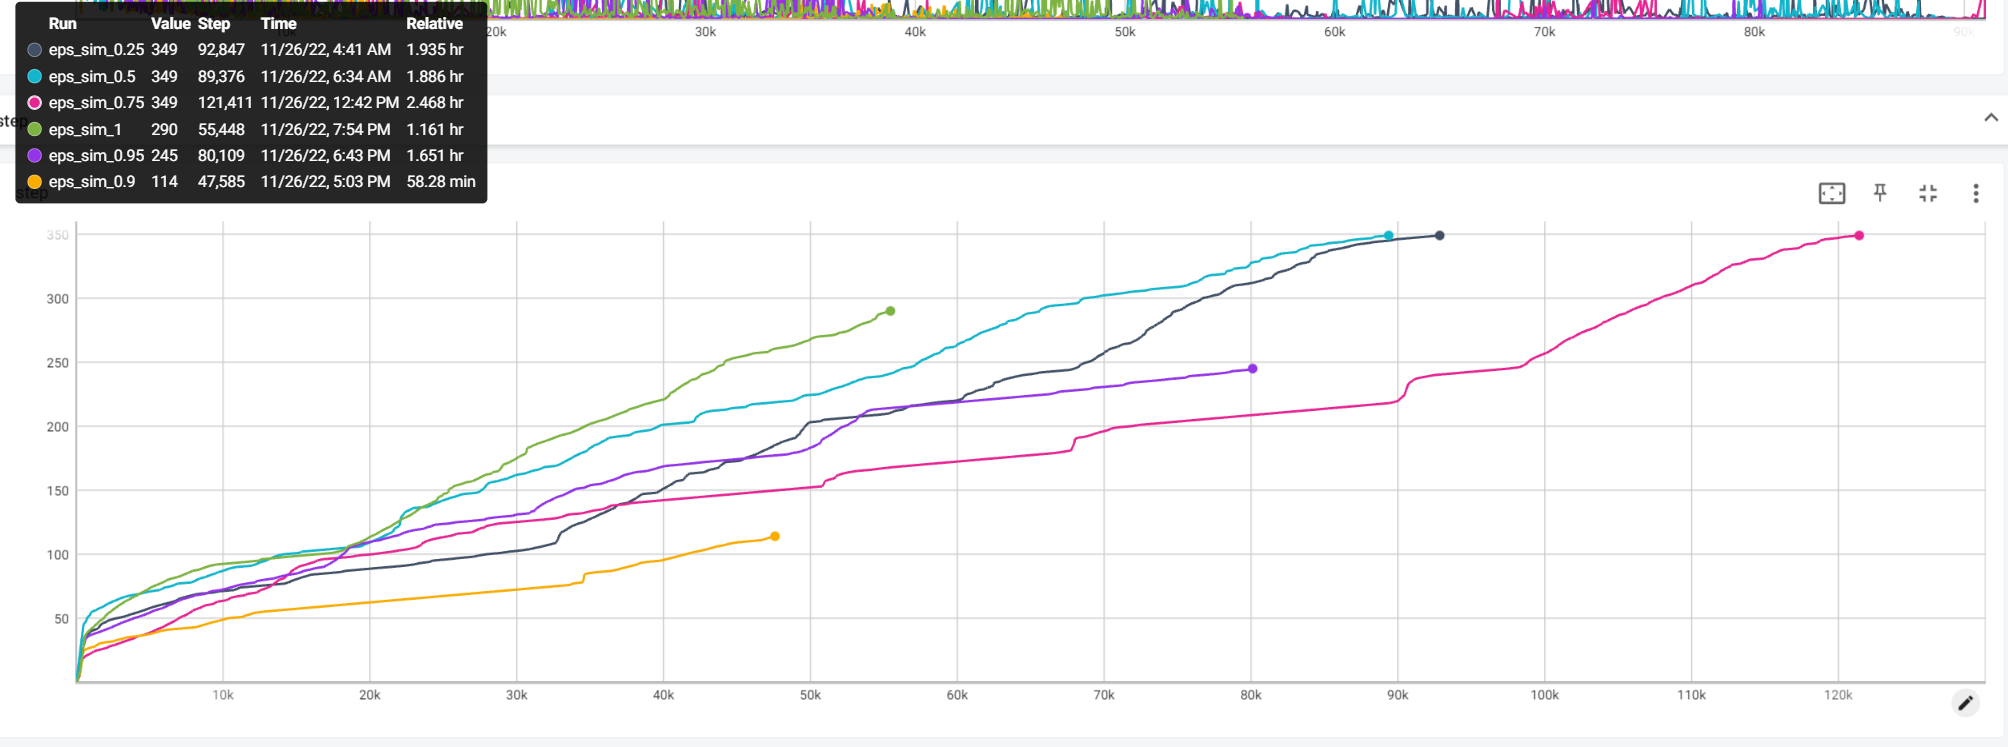 Run Value Step Time Relative
eps_sim_0.25 349 92,847 11/26/22, 4:41 AM 1.935 hr
eps_sim_0.5 349 89,376 11/26/22, 6:34 AM 1.886 hr
eps_sim_0.75 349 121,411 11/26/22, 12:42 PM 2.468 hr
eps_sim_1 290 55,448 11/26/22, 7:54 PM 1.161 hr
eps_sim_0.95 245 80,109 11/26/22, 6:43 PM 1.651 hr
eps_sim_0.9 114 47,585 11/26/22, 5:03 PM 58.28 min
10k 20k 30k 40k 50k 60k 70k 80k 90k
step
step
350
300
250
200
150
100
50
10k 20k 30k 40k 50k 60k 70k 80k 90k 100k 110k 120k